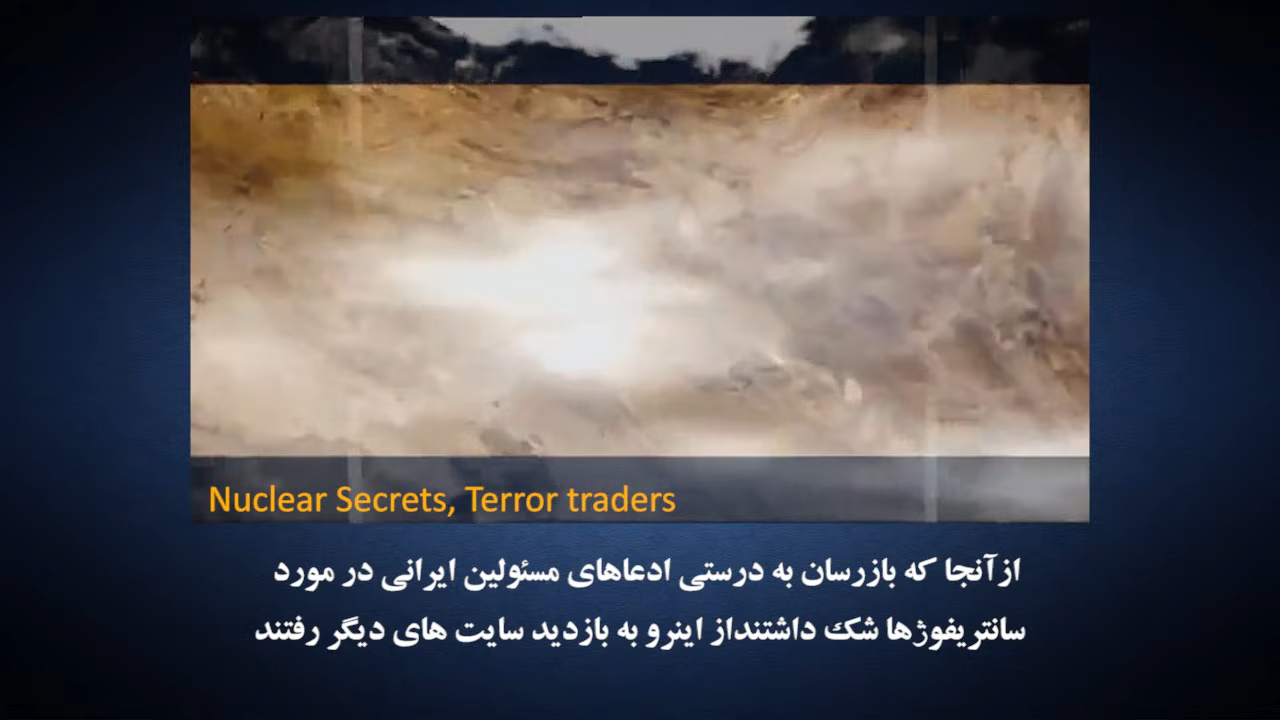 Nuclear Secrets, Terror traders
ازآنجا که بازرسان به درستی ادعاهای مسئولین ایرانی در مورد
سانتریفوژها شک داشتنداز اینرو به بازدید سایت های دیگر رفتند